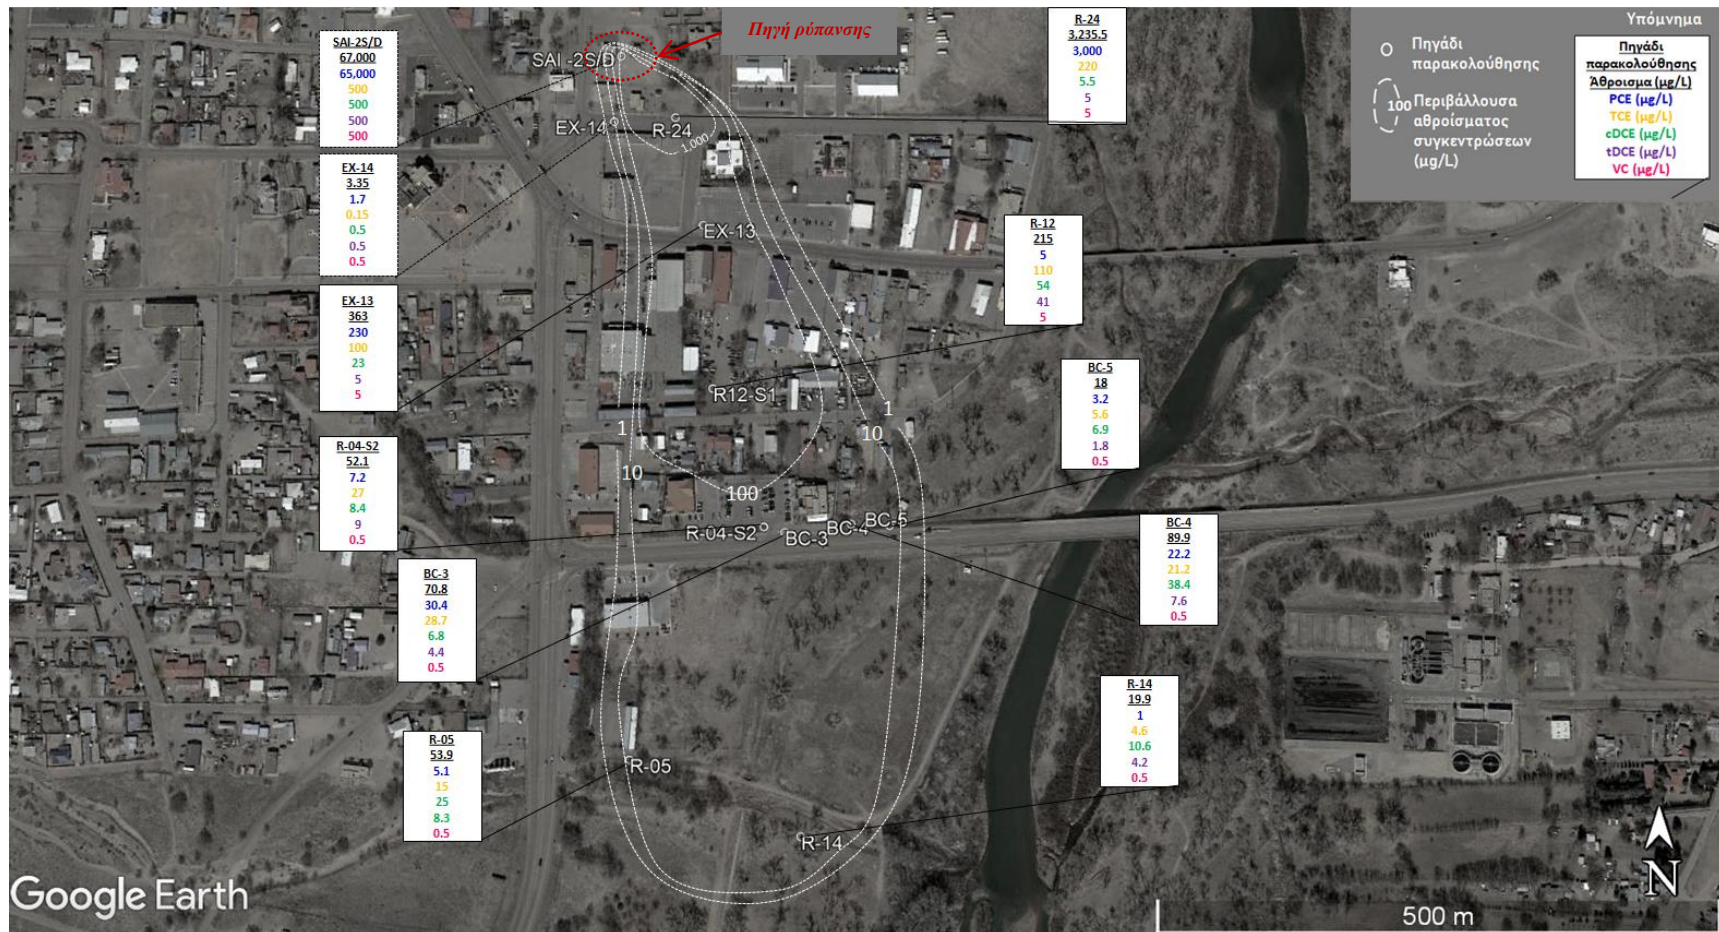 Πηγή ρύπανσης
SAI-2S/D
67,000
65,000
500
500
500
500
EX-14
3.35
1.7
0.15
0.5
0.5
0.5
EX-13
363
230
100
23
5
5
R-04-S2
52.1
7.2
27
8.4
9
0.5
BC-3
70.8
30.4
28.7
6.8
4.4
0.5
R-05
53.9
5.1
15
25
8.3
0.5
R-24
3,235.5
3,000
220
5.5
5
5
R-12
215
5
110
54
41
5
BC-5
18
3.2
5.6
6.9
1.8
0.5
BC-4
89.9
22.2
21.2
38.4
7.6
0.5
R-14
19.9
1
4.6
10.6
4.2
0.5
Υπόμνημα
Πηγάδι
παρακολούθησης
100 Περιβάλλουσα
αθροίσματος
συγκεντρώσεων
(μg/L)
Πηγάδι
παρακολούθησης
Άθροισμα (μg/L)
PCE (μg/L)
TCE (μg/L)
cDCE (μg/L)
tDCE (μg/L)
VC (μg/L)
SAI -2S/D
EX-14
R-24
1,000
EX-13
R12-S1
1
1
10
10
100
R-04-S2
BC-3
BC-4
BC-5
R-05
R-14
N
Google Earth
500 m